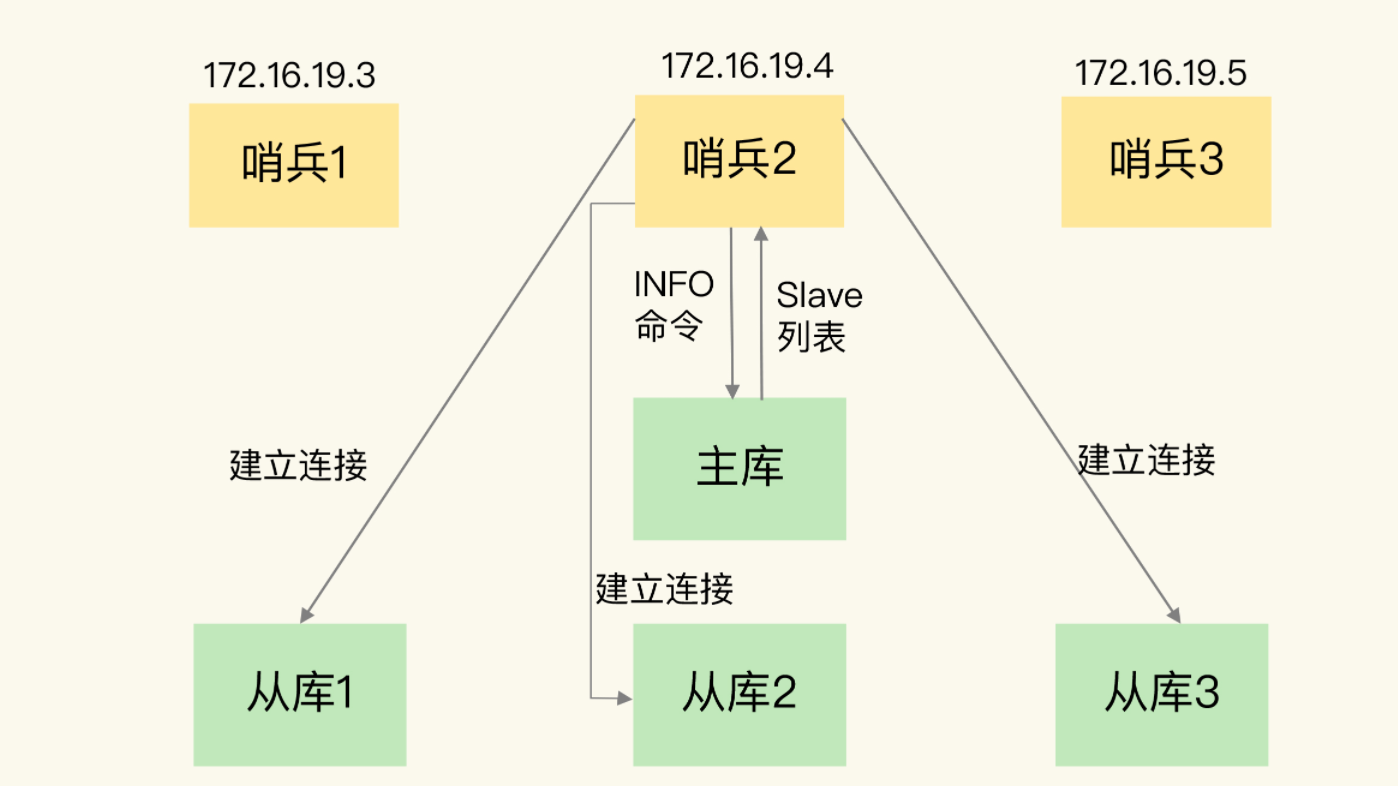 172.16.19.3
172.16.19.4
172.16.19.5
哨兵1
哨兵2
哨兵3
INFO
命令
Slave
列表
主库
建立连接
建立连接
建立连接
从库1
从库2
从库3